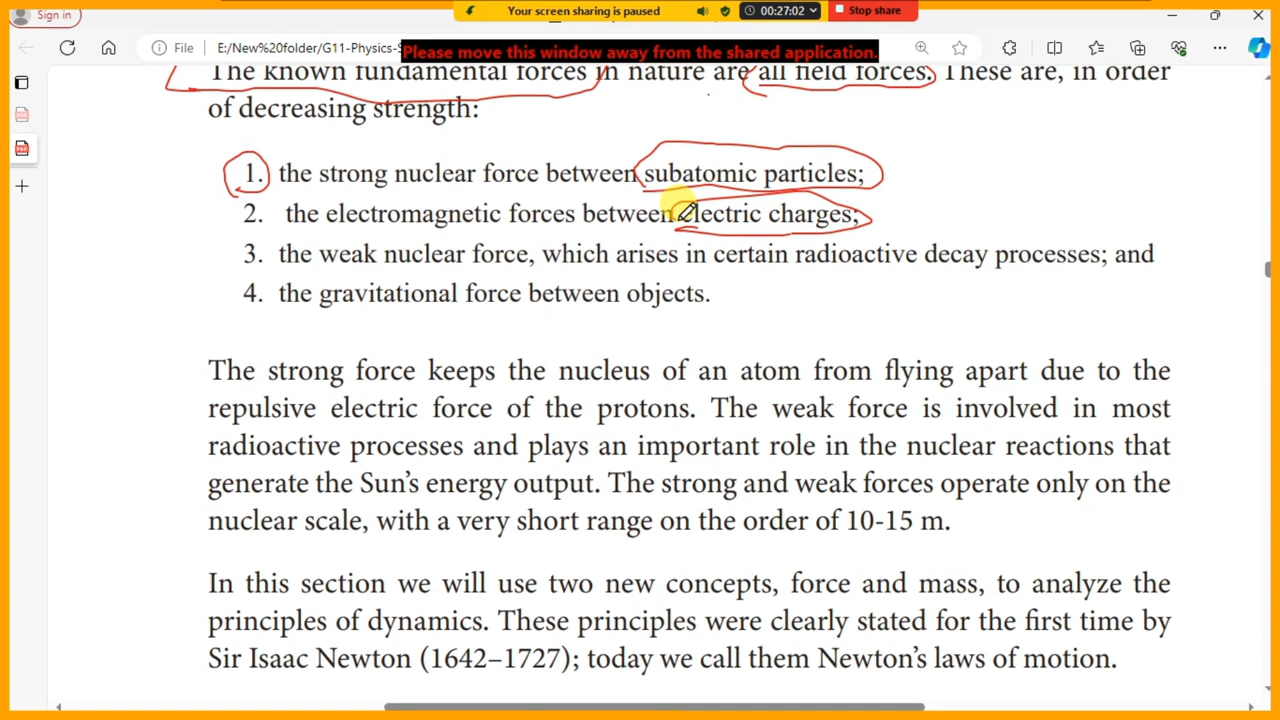 Sign in
Your screen sharing is paused
00:27:02
Stop share
File
E:/New%20folder/G11-Physics-S
Please move this window away from the shared application.
The known fundamental forces in nature are all field forces. These are, in order
of decreasing strength:
1. the strong nuclear force between subatomic particles;
2. the electromagnetic forces between electric charges;
3. the weak nuclear force, which arises in certain radioactive decay processes; and
4. the gravitational force between objects.
The strong force keeps the nucleus of an atom from flying apart due to the
repulsive electric force of the protons. The weak force is involved in most
radioactive processes and plays an important role in the nuclear reactions that
generate the Sun's energy output. The strong and weak forces operate only on the
nuclear scale, with a very short range on the order of 10-15 m.
In this section we will use two new concepts, force and mass, to analyze the
principles of dynamics. These principles were clearly stated for the first time by
Sir Isaac Newton (1642–1727); today we call them Newton's laws of motion.